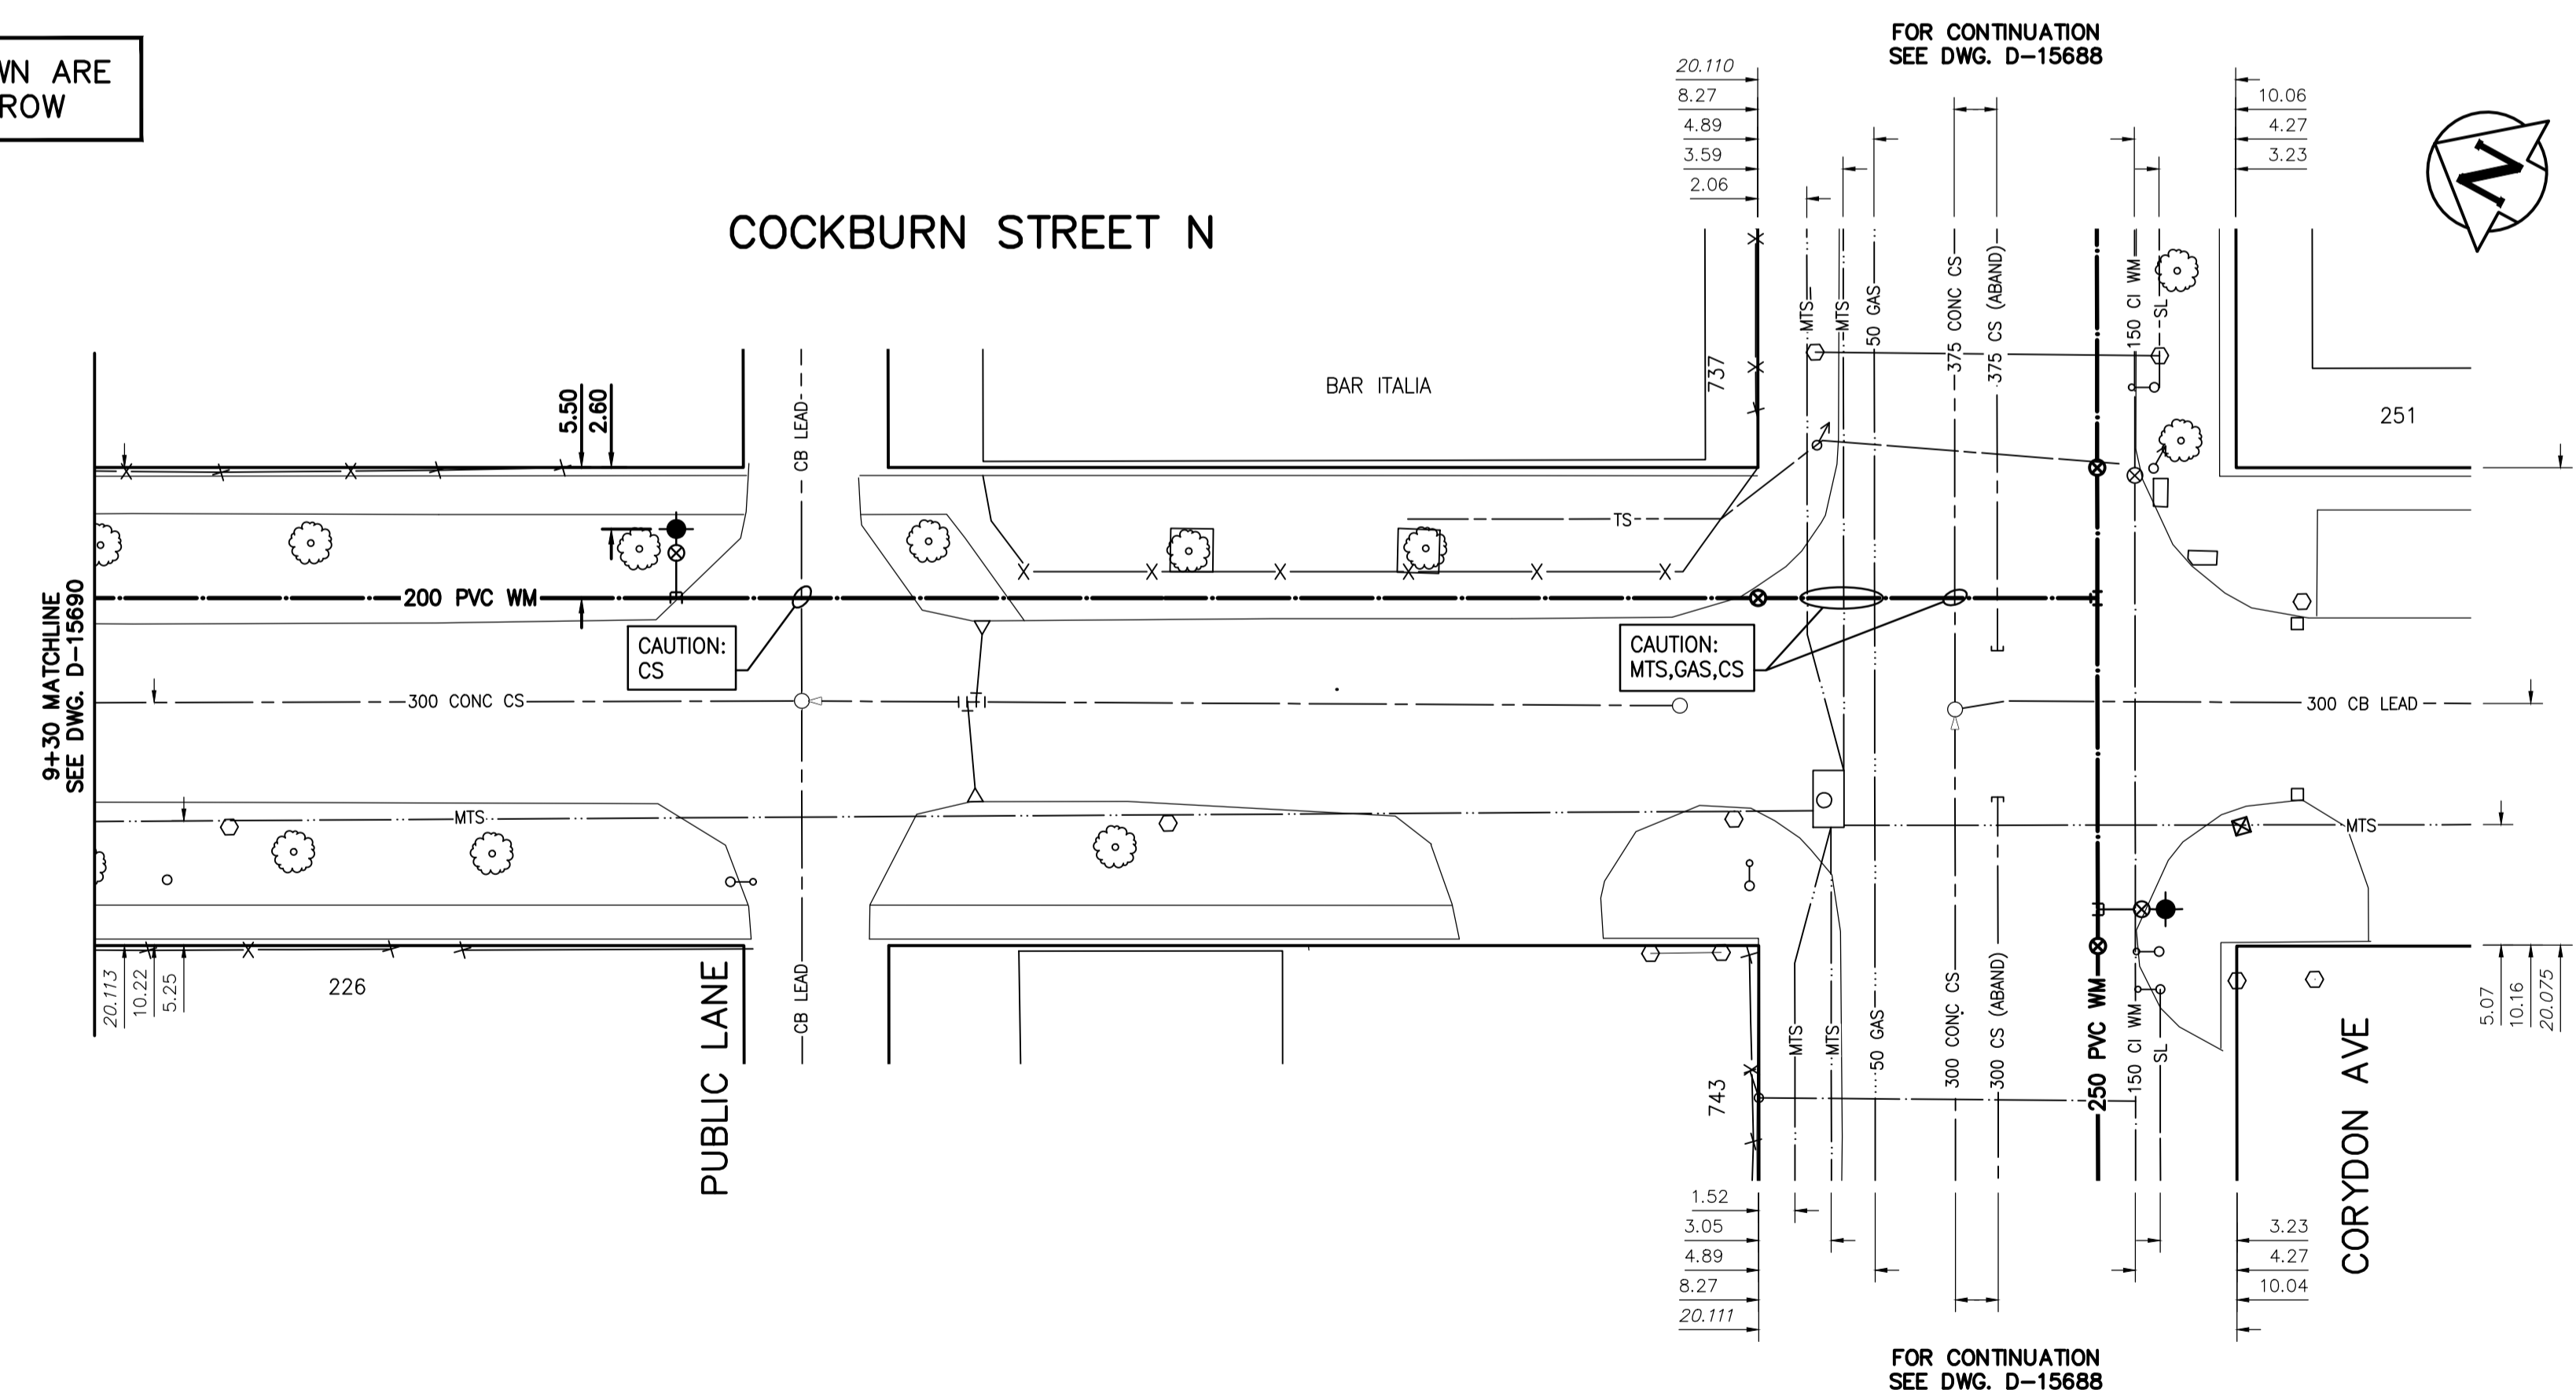 WN ARE
ROW
FOR CONTINUATION
SEE DWG. D-15688
20.110
8.27
4.89
3.59
2.06
10.06
4.27
3.23
N
COCKBURN STREET N
MTS
MTS
50 GAS
375 CONC CS
375 CS (ABAND)
150 CI WM
SL
737
BAR ITALIA
251
5.50
2.60
CB LEAD
TS
200 PVC WM
9+30 MATCHLINE
SEE DWG. D-15690
CAUTION:
CS
CAUTION:
MTS,GAS,CS
300 CONC CS
300 CB LEAD
MTS
MTS
20.113
10.22
5.25
226
PUBLIC LANE
CB LEAD
743
MTS
MTS
50 GAS
300 CONC CS
300 CS (ABAND)
250 PVC WM
150 CI WM
SL
CORYDON AVE
5.07
10.16
20.075
1.52
3.05
4.89
8.27
20.111
3.23
4.27
10.04
FOR CONTINUATION
SEE DWG. D-15688